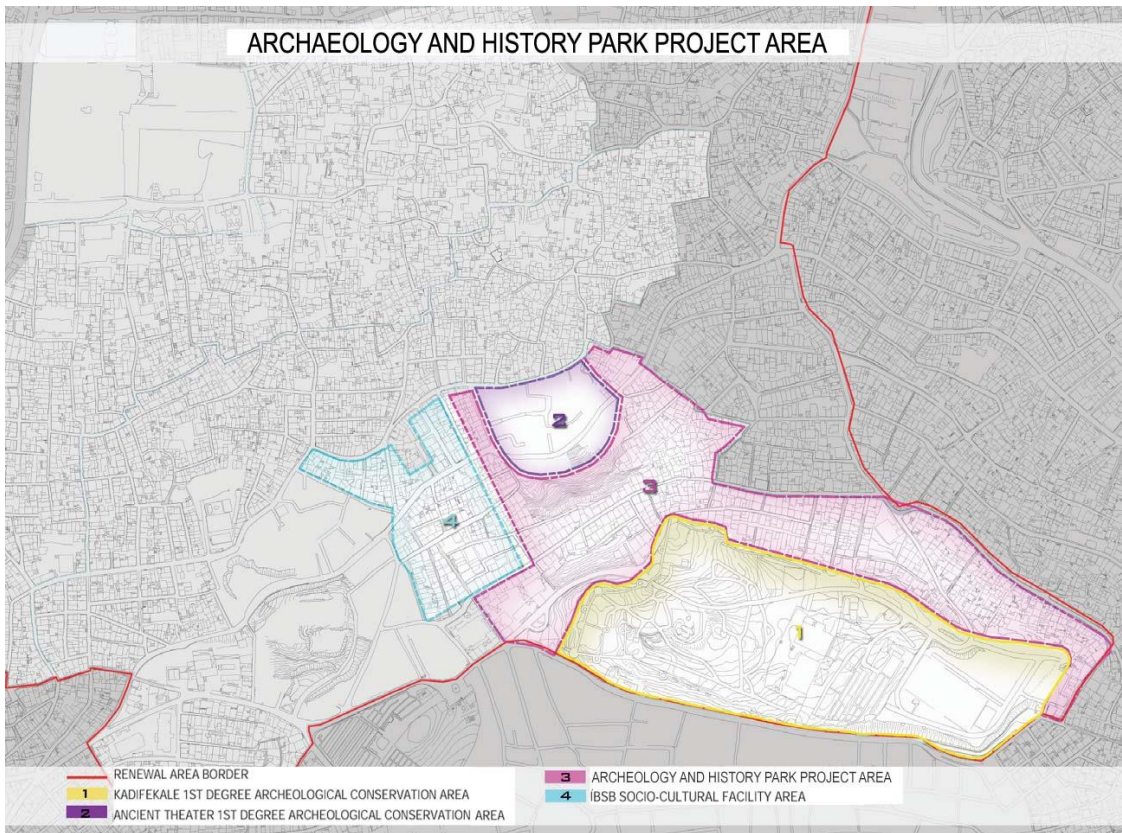 ARCHAEOLOGY AND HISTORY PARK PROJECT AREA
2
3
4
1
RENEWAL AREA BORDER
1 KADIFEKALE 1ST DEGREE ARCHEOLOGICAL CONSERVATION AREA
2 ANCIENT THEATER 1ST DEGREE ARCHEOLOGICAL CONSERVATION AREA
3 ARCHEOLOGY AND HISTORY PARK PROJECT AREA
4 İBSB SOCIO-CULTURAL FACILITY AREA